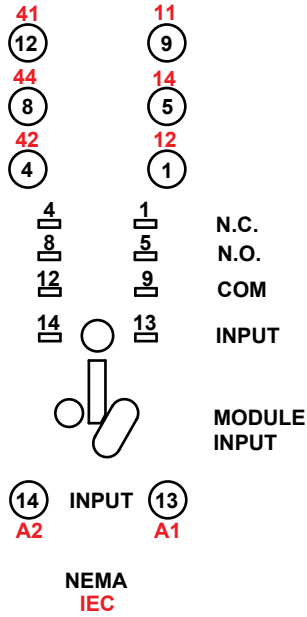 41 11
12 9
44 14
8 5
42 12
4 1
4 1 N.C.
8 5 N.O.
12 9 COM
14 13 INPUT
MODULE
INPUT
14 INPUT 13
A2 A1
NEMA
IEC